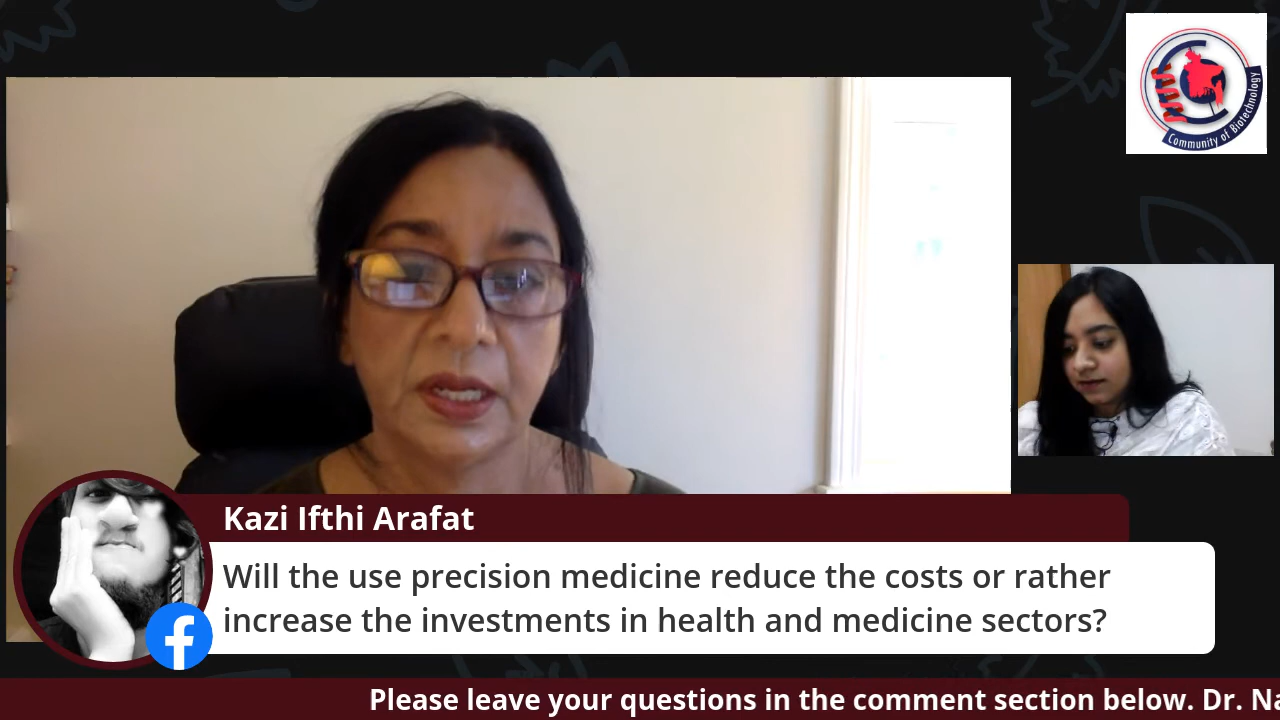 Community of Biotechnology
Kazi Ifthi Arafat
Will the use precision medicine reduce the costs or rather
increase the investments in health and medicine sectors?
Please leave your questions in the comment section below. Dr. Na